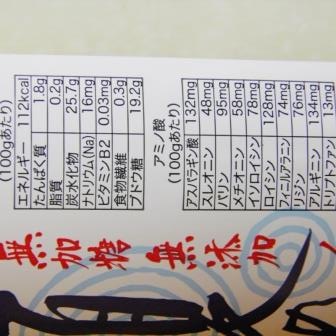 (100gあたり)
エネルギー 112kcal
たんぱく質 1.8g
脂質 0.2g
炭水化物 25.7g
ナトリウム(Na) 16mg
ビタミンB2 0.03mg
食物繊維 0.3g
ブドウ糖 19.2g
アミノ酸
(100gあたり)
アスパラギン酸 132mg
スレオニン 48mg
バリン 95mg
メチオニン 58mg
イソロイシン 78mg
ロイシン 128mg
フェニルアラニン 74mg
リジン 76mg
アルギニン 134mg
トリプトファン 13mg
無加糖 無添加